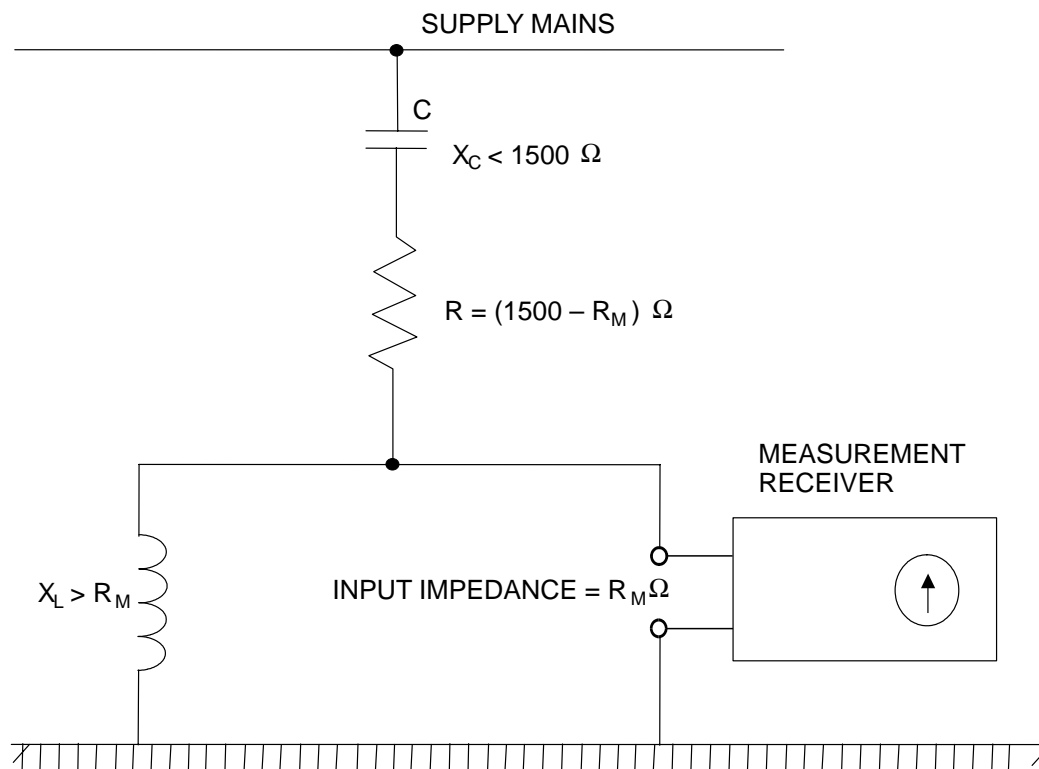 SUPPLY MAINS
C
X_C < 1500 Ω
R = (1500 – R_M) Ω
MEASUREMENT
RECEIVER
X_L > R_M
INPUT IMPEDANCE = R_M Ω